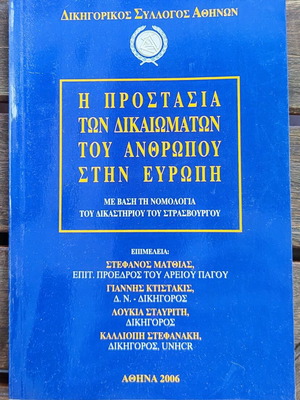 ΔΙΚΗΓΟΡΙΚΟΣ ΣΥΛΛΟΓΟΣ ΑΘΗΝΩΝ
Η ΠΡΟΣΤΑΣΙΑ
ΤΩΝ ΔΙΚΑΙΩΜΑΤΩΝ
ΤΟΥ ΑΝΘΡΩΠΟΥ
ΣΤΗΝ ΕΥΡΩΠΗ
ΜΕ ΒΑΣΗ ΤΗ ΝΟΜΟΛΟΓΙΑ
ΤΟΥ ΔΙΚΑΣΤΗΡΙΟΥ ΤΟΥ ΣΤΡΑΣΒΟΥΡΓΟΥ
ΕΠΙΜΕΛΕΙΑ:
ΣΤΕΦΑΝΟΣ ΜΑΤΘΙΑΣ,
ΕΠΙΤ. ΠΡΟΕΔΡΟΣ ΤΟΥ ΑΡΕΙΟΥ ΠΑΓΟΥ
ΓΙΑΝΝΗΣ ΚΤΙΣΤΑΚΙΣ,
Δ. Ν. - ΔΙΚΗΓΟΡΟΣ
ΛΟΥΚΙΑ ΣΤΑΥΡΙΤΗ,
ΔΙΚΗΓΟΡΟΣ
ΚΑΛΛΙΟΠΗ ΣΤΕΦΑΝΑΚΗ,
ΔΙΚΗΓΟΡΟΣ, UNHCR
ΑΘΗΝΑ 2006